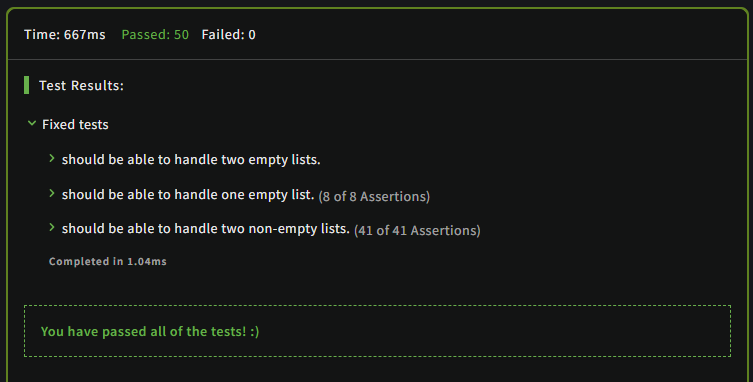 Time: 667ms Passed: 50 Failed: 0
Test Results:
Fixed tests
should be able to handle two empty lists.
should be able to handle one empty list. (8 of 8 Assertions)
should be able to handle two non-empty lists. (41 of 41 Assertions)
Completed in 1.04ms
You have passed all of the tests! :)